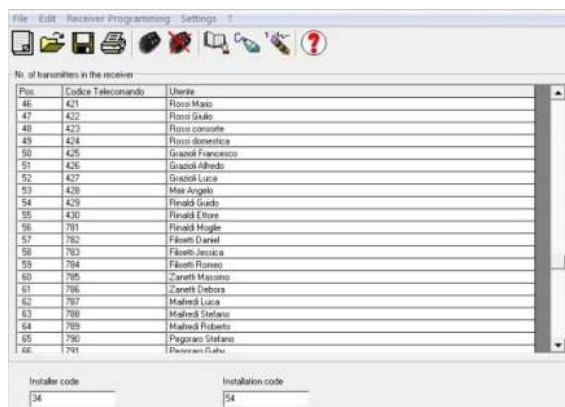 File Edit Receiver Programming Settings ?
Nr. of transmitters in the receiver
Pos. Codice Telecomando Utente
46 421 Rossi Mario
47 422 Rossi Giulio
48 423 Rossi consorte
49 424 Rossi domestica
50 425 Grazioli Francesco
51 426 Grazioli Alfredo
52 427 Grazioli Luca
53 428 Meir Angelo
54 429 Rinaldi Guido
55 430 Rinaldi Ettore
56 781 Rinaldi Moglie
57 782 Filisetti Daniel
58 783 Filisetti Jessica
59 784 Filisetti Romeo
60 785 Zanetti Massimo
61 786 Zanetti Debora
62 787 Maifredi Luca
63 788 Maifredi Stefano
64 789 Maifredi Roberto
65 790 Pegoraro Stefano
66 791 Pegoraro Gaby
Installer code Installation code
34 54